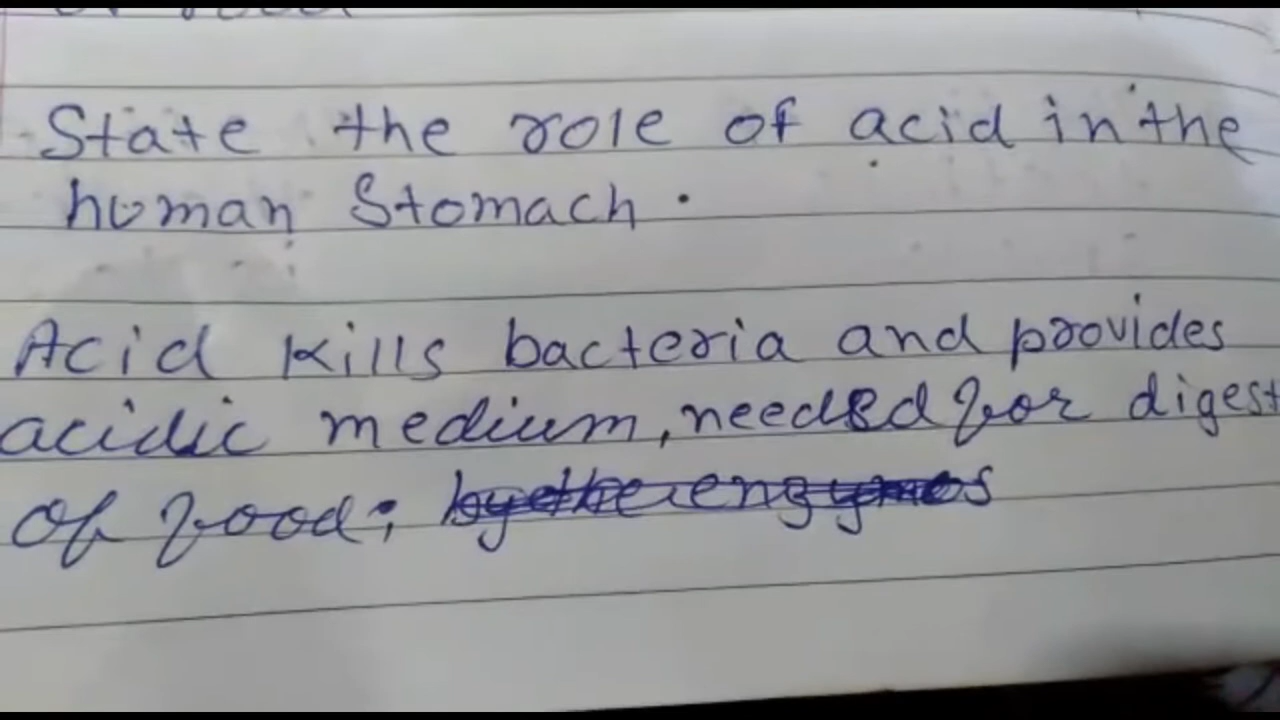 State the role of acid in the
human Stomach .
Acid kills bacteria and provides
acidic medium, needed for digest
of food;